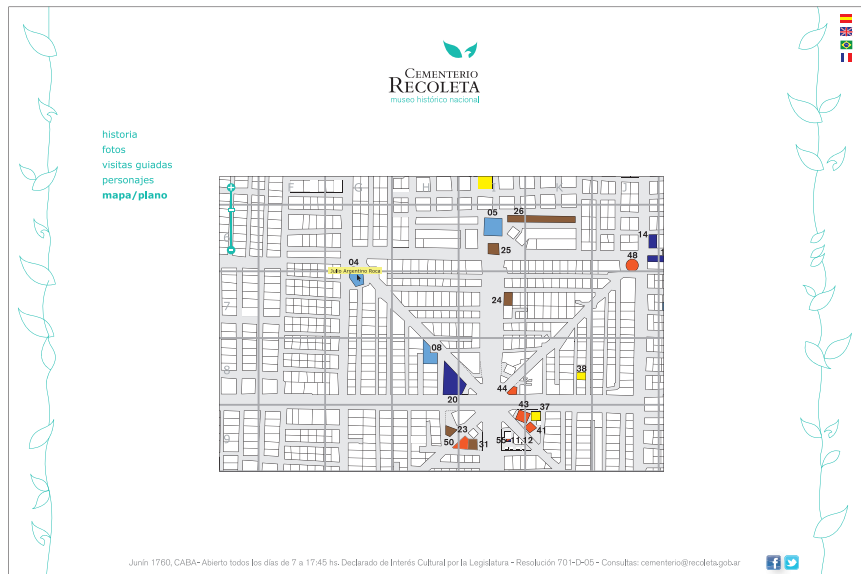 CEMENTERIO
RECOLETA
museo histórico nacional
historia
fotos
visitas guiadas
personajes
mapa/plano
F G H I K J
05
26
6
14
25
04
48
Julio Argentino Roca
24
7
08
8
38
20
44
43
37
9
23
41
50
31
11,12
Junín 1760, CABA- Abierto todos los días de 7 a 17:45 hs. Declarado de Interés Cultural por la Legislatura - Resolución 701-D-05 - Consultas: cementerio@recoleta.gob.ar